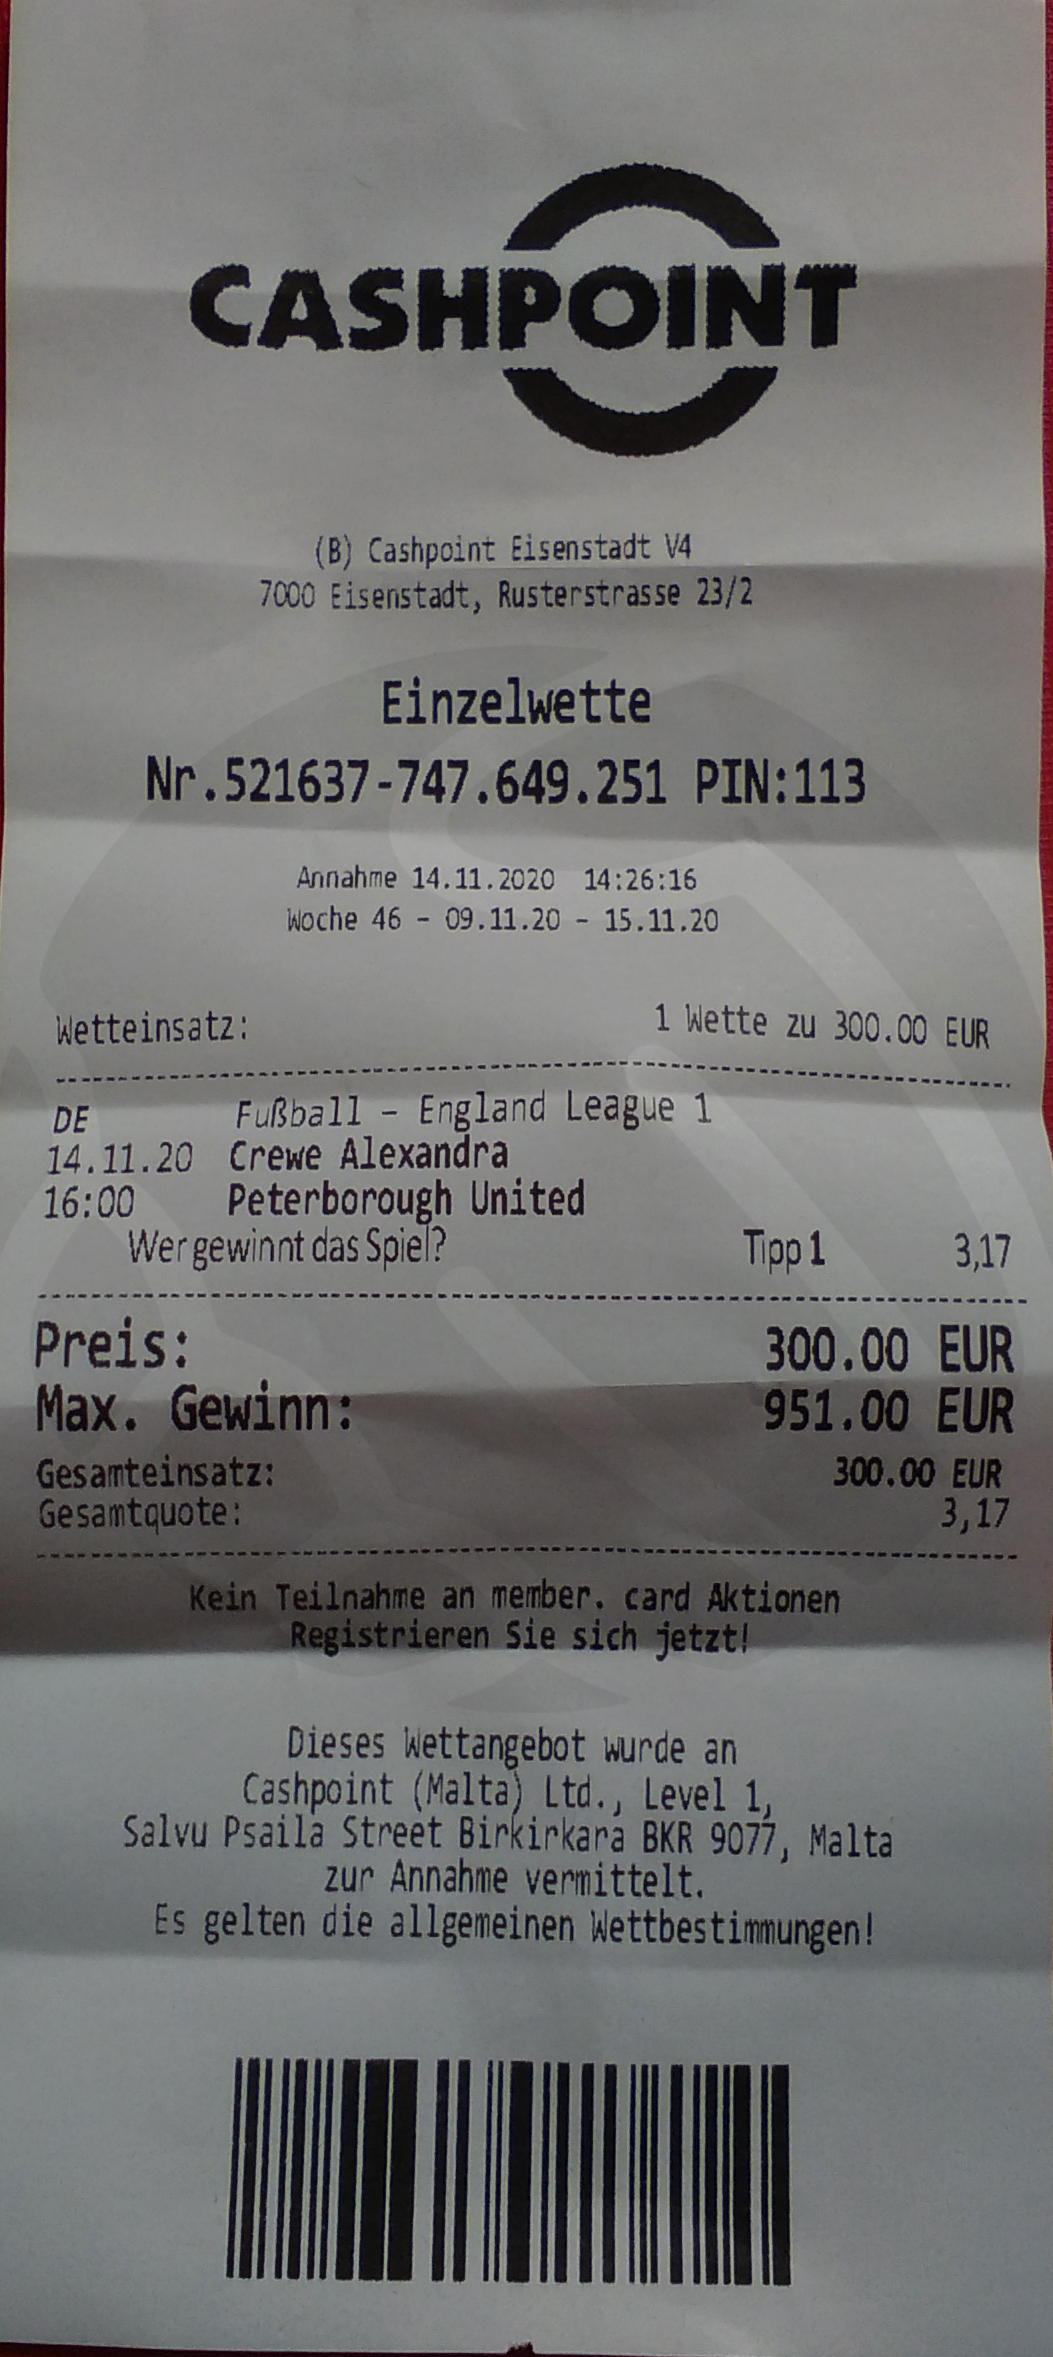 CASHPOINT
(B) Cashpoint Eisenstadt V4
7000 Eisenstadt, Rusterstrasse 23/2
Einzelwette
Nr.521637-747.649.251 PIN:113
Annahme 14.11.2020 14:26:16
Woche 46 - 09.11.20 - 15.11.20
Wetteinsatz: 1 Wette zu 300.00 EUR
DE Fußball - England League 1
14.11.20 Crewe Alexandra
16:00 Peterborough United
Wer gewinnt das Spiel? Tipp 1 3,17
Preis: 300.00 EUR
Max. Gewinn: 951.00 EUR
Gesamteinsatz: 300.00 EUR
Gesamtquote: 3,17
Kein Teilnahme an member. card Aktionen
Registrieren Sie sich jetzt!
Dieses Wettangebot wurde an
Cashpoint (Malta) Ltd., Level 1,
Salvu Psaila Street Birkirkara BKR 9077, Malta
zur Annahme vermittelt.
Es gelten die allgemeinen Wettbestimmungen!